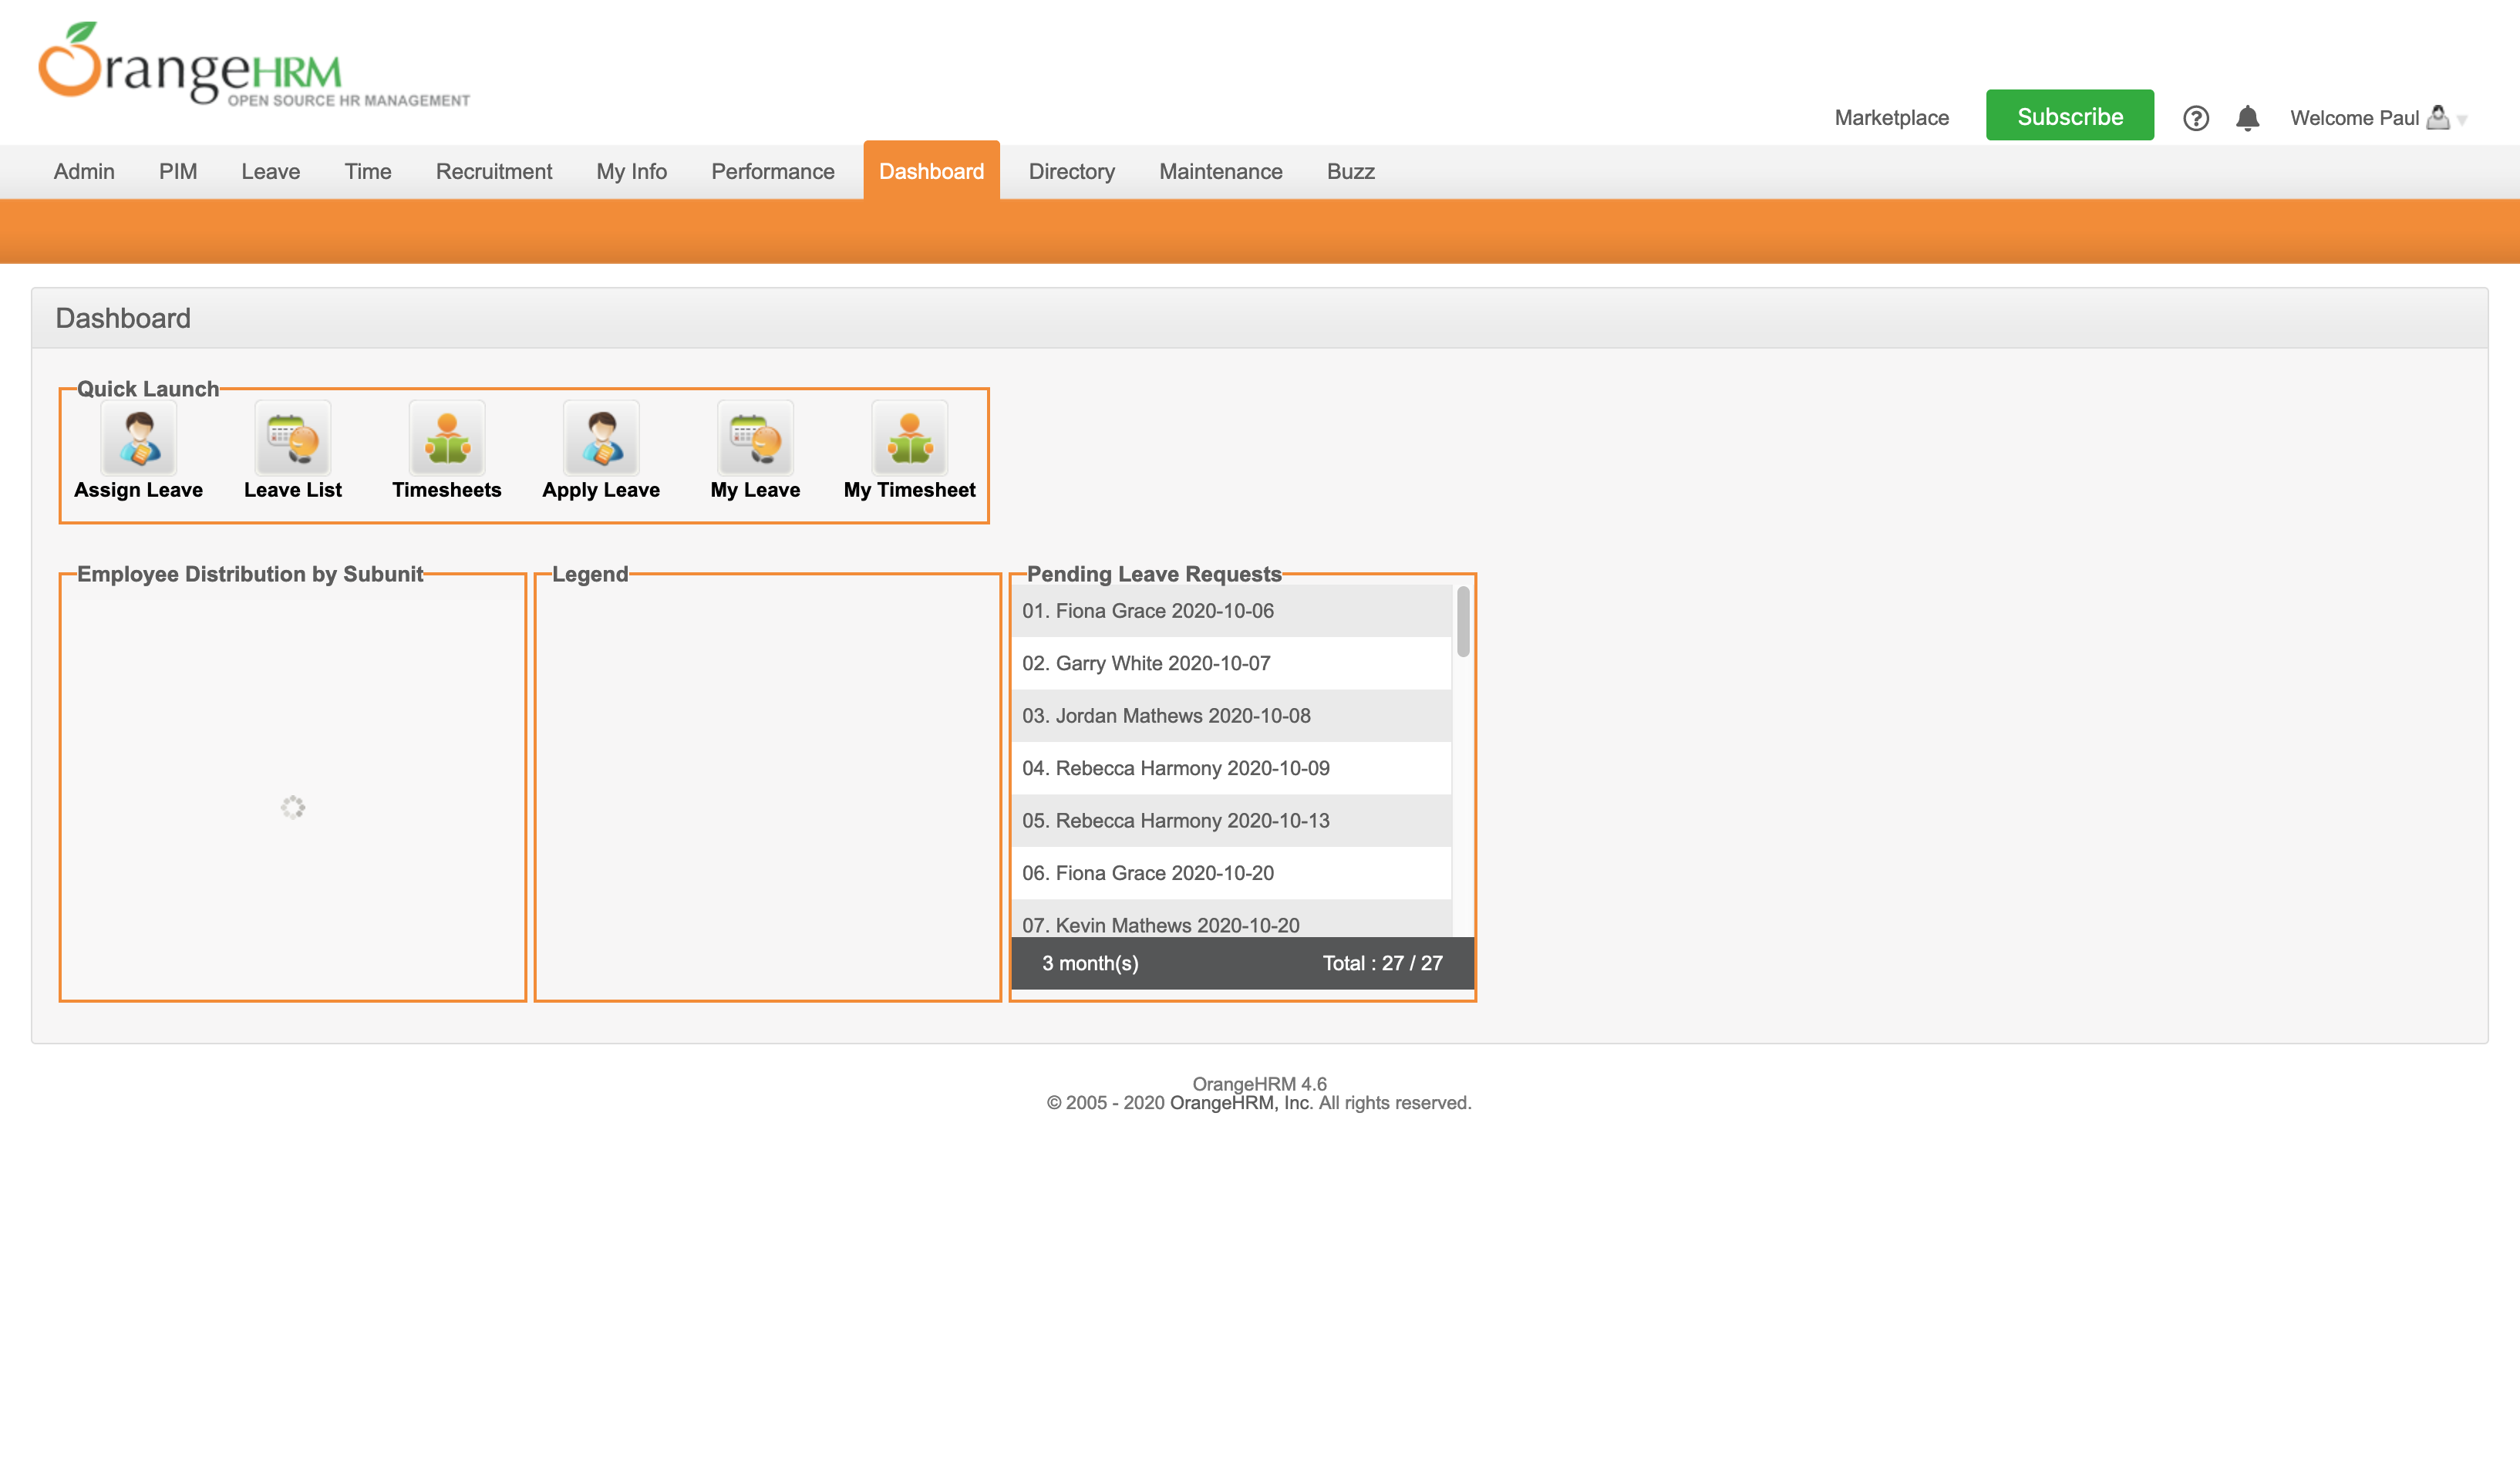 OrangeHRM
OPEN SOURCE HR MANAGEMENT
Marketplace
Subscribe
Welcome Paul
Admin
PIM
Leave
Time
Recruitment
My Info
Performance
Dashboard
Directory
Maintenance
Buzz
Dashboard
Quick Launch
Assign Leave
Leave List
Timesheets
Apply Leave
My Leave
My Timesheet
Employee Distribution by Subunit
Legend
Pending Leave Requests
01. Fiona Grace 2020-10-06
02. Garry White 2020-10-07
03. Jordan Mathews 2020-10-08
04. Rebecca Harmony 2020-10-09
05. Rebecca Harmony 2020-10-13
06. Fiona Grace 2020-10-20
07. Kevin Mathews 2020-10-20
3 month(s)
Total : 27 / 27
OrangeHRM 4.6
© 2005 - 2020 OrangeHRM, Inc. All rights reserved.